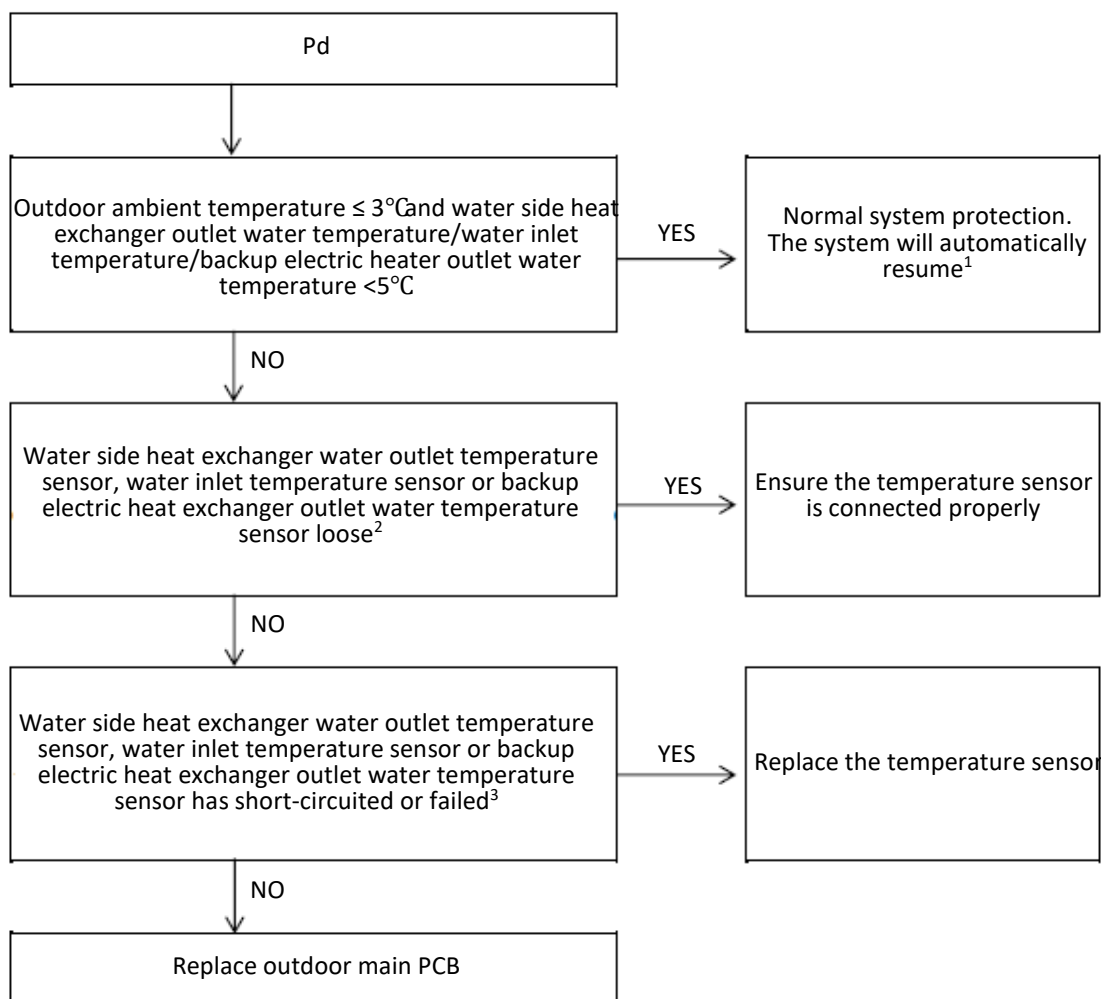 Pd
Outdoor ambient temperature ≤ 3℃and water side heat
exchanger outlet water temperature/water inlet
temperature/backup electric heater outlet water
temperature <5℃
YES
Normal system protection.
The system will automatically
resume¹
NO
Water side heat exchanger water outlet temperature
sensor, water inlet temperature sensor or backup
electric heat exchanger outlet water temperature
sensor loose²
YES
Ensure the temperature sensor
is connected properly
NO
Water side heat exchanger water outlet temperature
sensor, water inlet temperature sensor or backup
electric heat exchanger outlet water temperature
sensor has short-circuited or failed³
YES
Replace the temperature sensor
NO
Replace outdoor main PCB